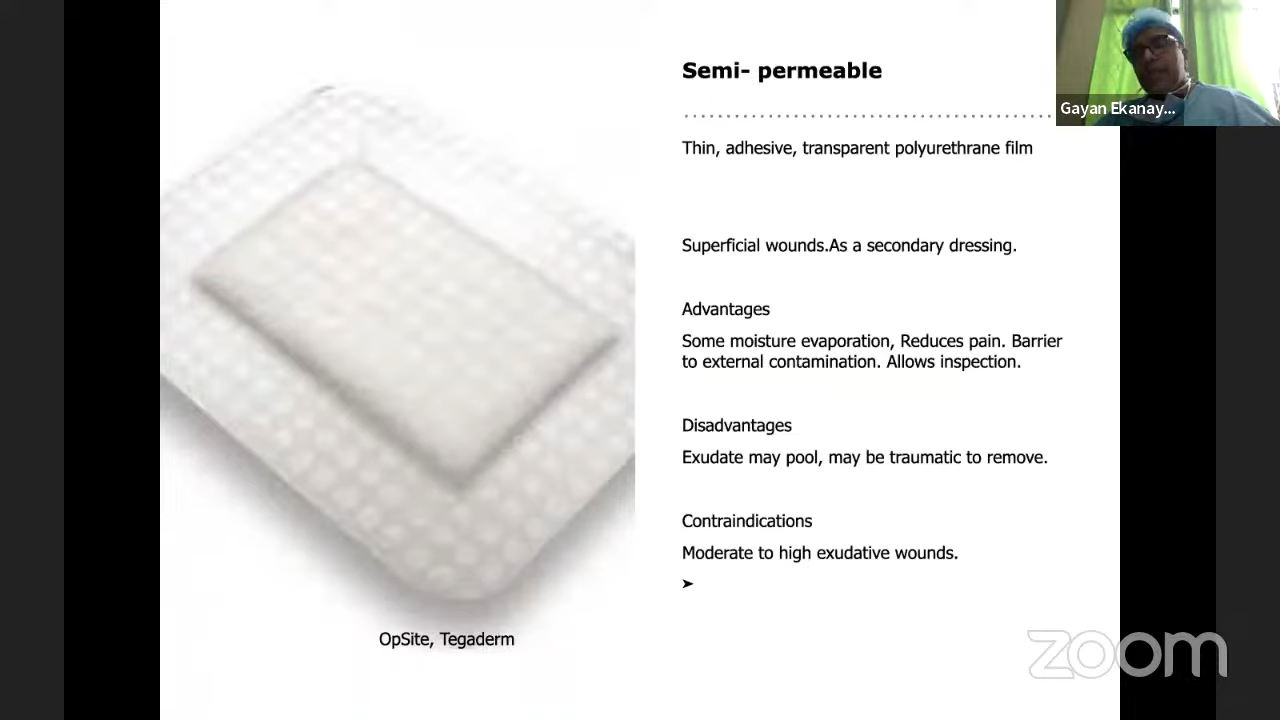 Semi- permeable
Gayan Ekanay...
Thin, adhesive, transparent polyurethrane film
Superficial wounds.As a secondary dressing.
Advantages
Some moisture evaporation, Reduces pain. Barrier
to external contamination. Allows inspection.
Disadvantages
Exudate may pool, may be traumatic to remove.
Contraindications
Moderate to high exudative wounds.
➤
OpSite, Tegaderm
zoom